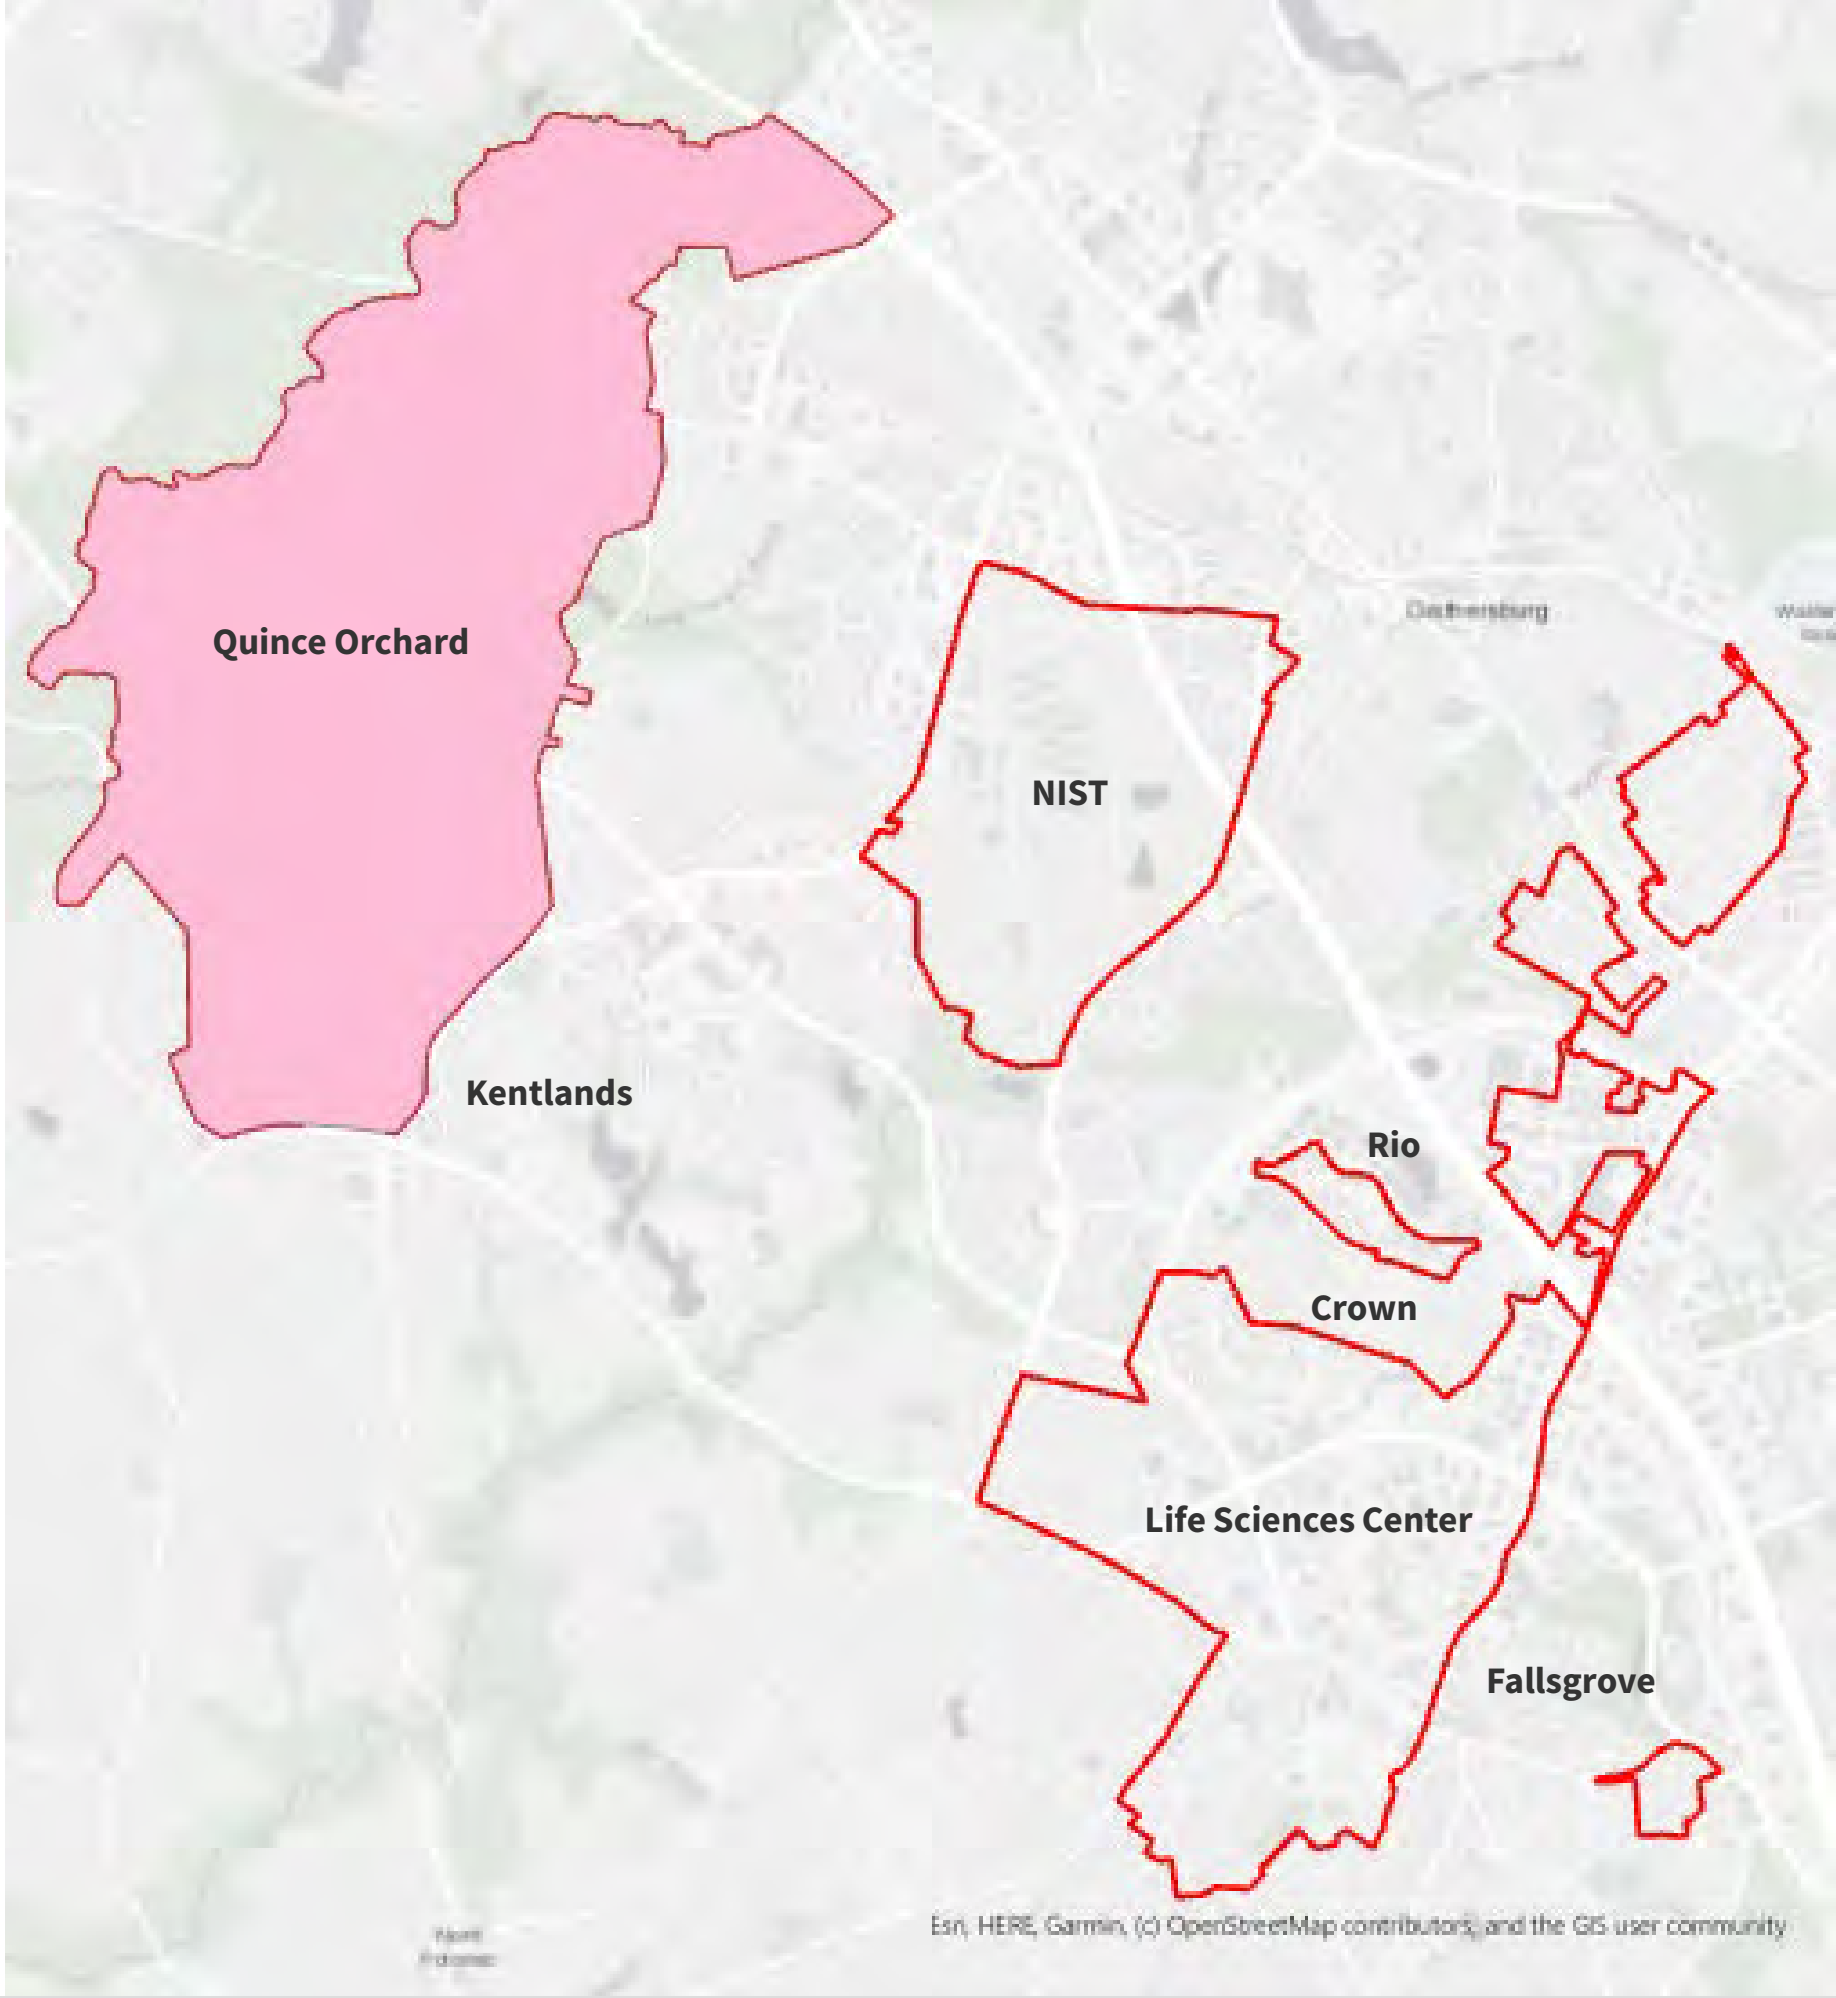 Gaithersburg
Quince Orchard
NIST
Kentlands
Rio
Crown
Life Sciences Center
Fallsgrove
Esri, HERE, Garmin, (c) OpenStreetMap contributors, and the GIS user community